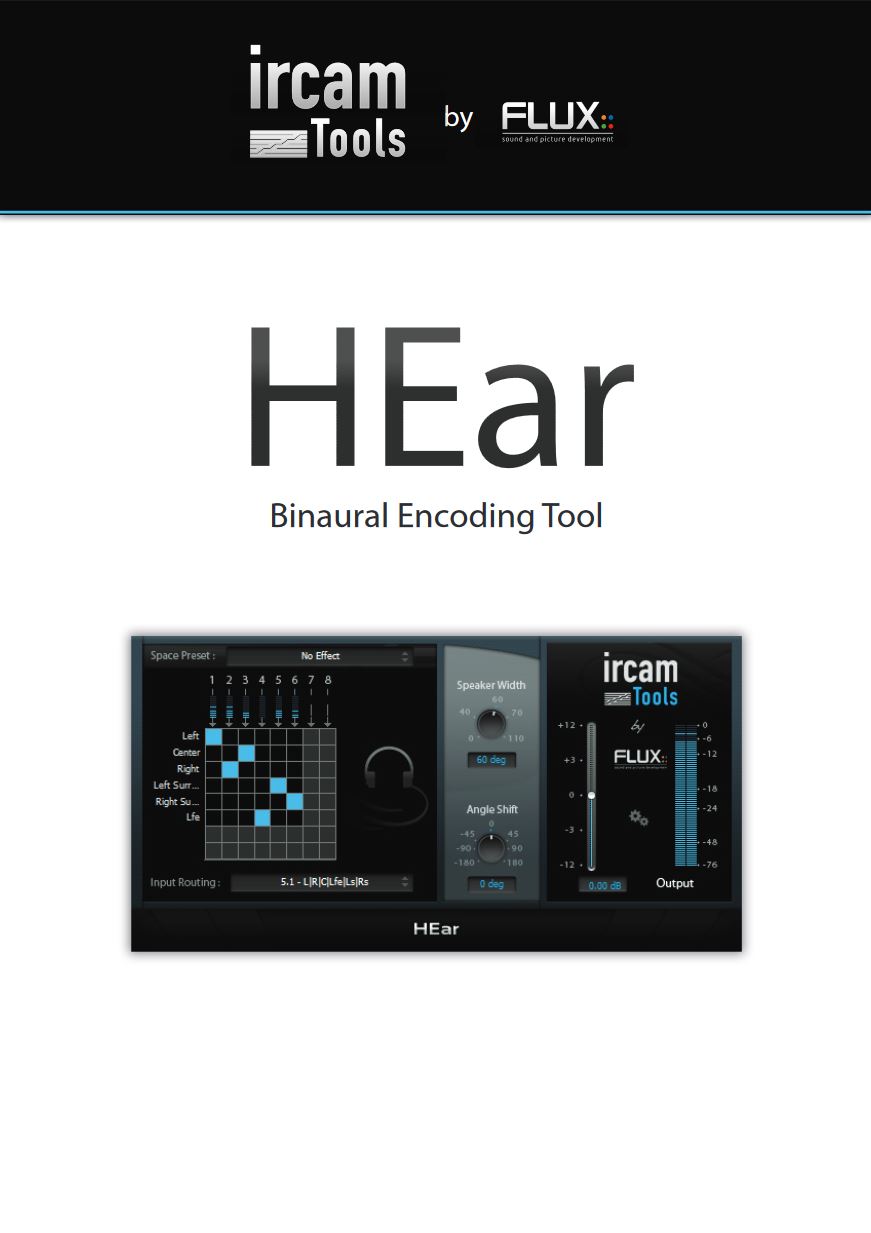 ircam
Tools
by
FLUX::
sound and picture development
HEar
Binaural Encoding Tool
Space Preset :
No Effect
1 2 3 4 5 6 7 8
Left
Center
Right
Left Surr...
Right Su...
Lfe
Input Routing :
5.1 - L|R|C|Lfe|Ls|Rs
Speaker Width
60
40
70
0
110
60 deg
Angle Shift
0
-45
45
-90
90
-180
180
0 deg
ircam
Tools
by
FLUX::
sound and picture development
+12
+3
0
-3
-12
0.00 dB
0
-6
-12
-18
-24
-48
-76
Output
HEar